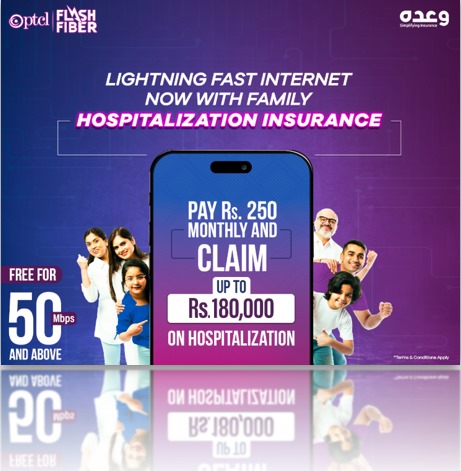 ptcl FLASH FIBER
وعده
Simplifying Insurance
LIGHTNING FAST INTERNET
NOW WITH FAMILY
HOSPITALIZATION INSURANCE
PAY Rs. 250
MONTHLY AND
CLAIM
UP TO
Rs.180,000
ON HOSPITALIZATION
FREE FOR
50 Mbps
AND ABOVE
*Terms & Conditions Apply